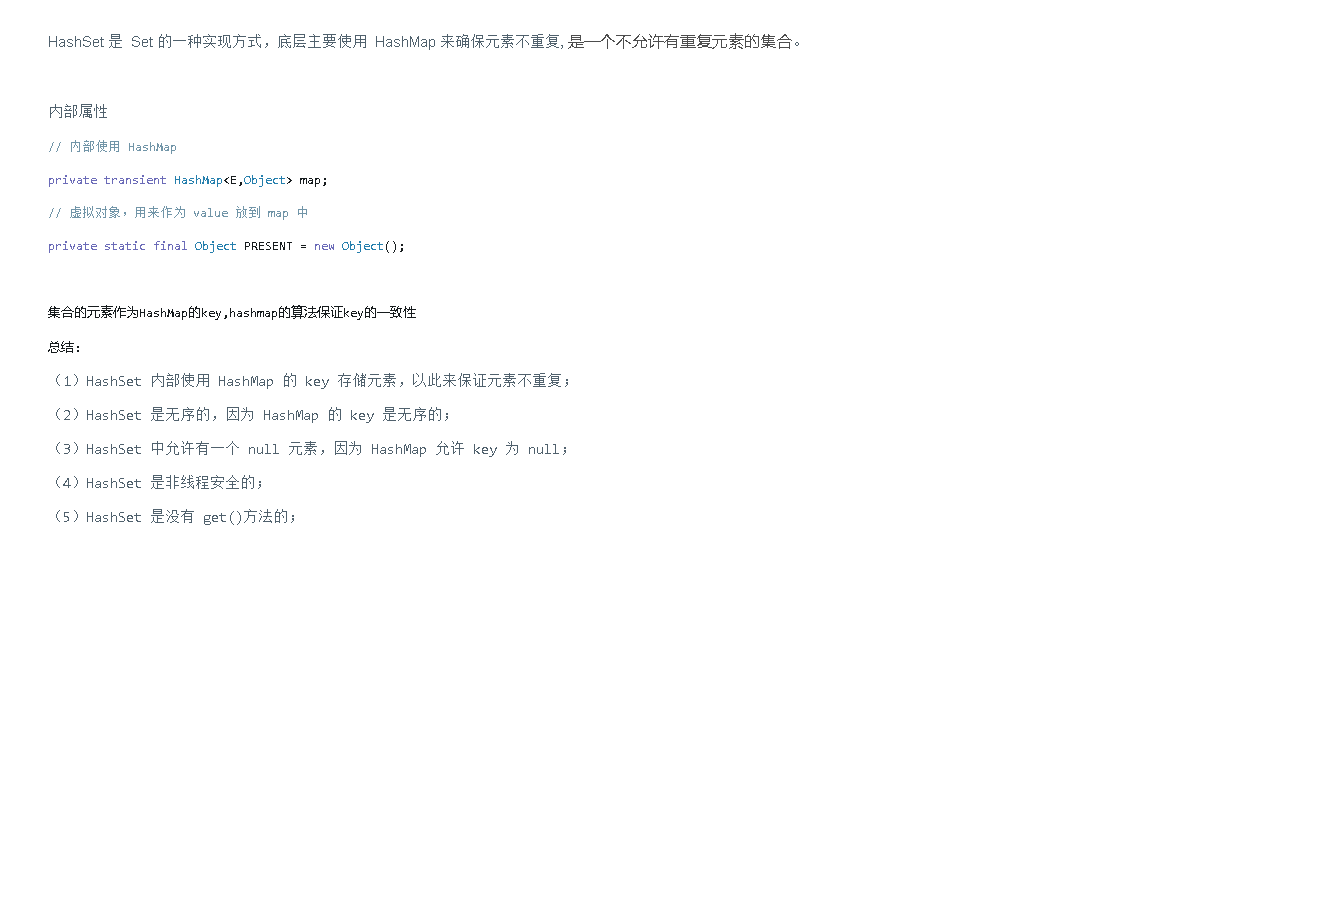 HashSet 是 Set 的一种实现方式，底层主要使用 HashMap 来确保元素不重复, 是一个不允许有重复元素的集合。
内部属性
// 内部使用 HashMap
private transient HashMap<E,Object> map;
// 虚拟对象，用来作为 value 放到 map 中
private static final Object PRESENT = new Object();
集合的元素作为HashMap的key,hashmap的算法保证key的一致性
总结：
（1）HashSet 内部使用 HashMap 的 key 存储元素，以此来保证元素不重复；
（2）HashSet 是无序的，因为 HashMap 的 key 是无序的；
（3）HashSet 中允许有一个 null 元素，因为 HashMap 允许 key 为 null；
（4）HashSet 是非线程安全的；
（5）HashSet 是没有 get()方法的；